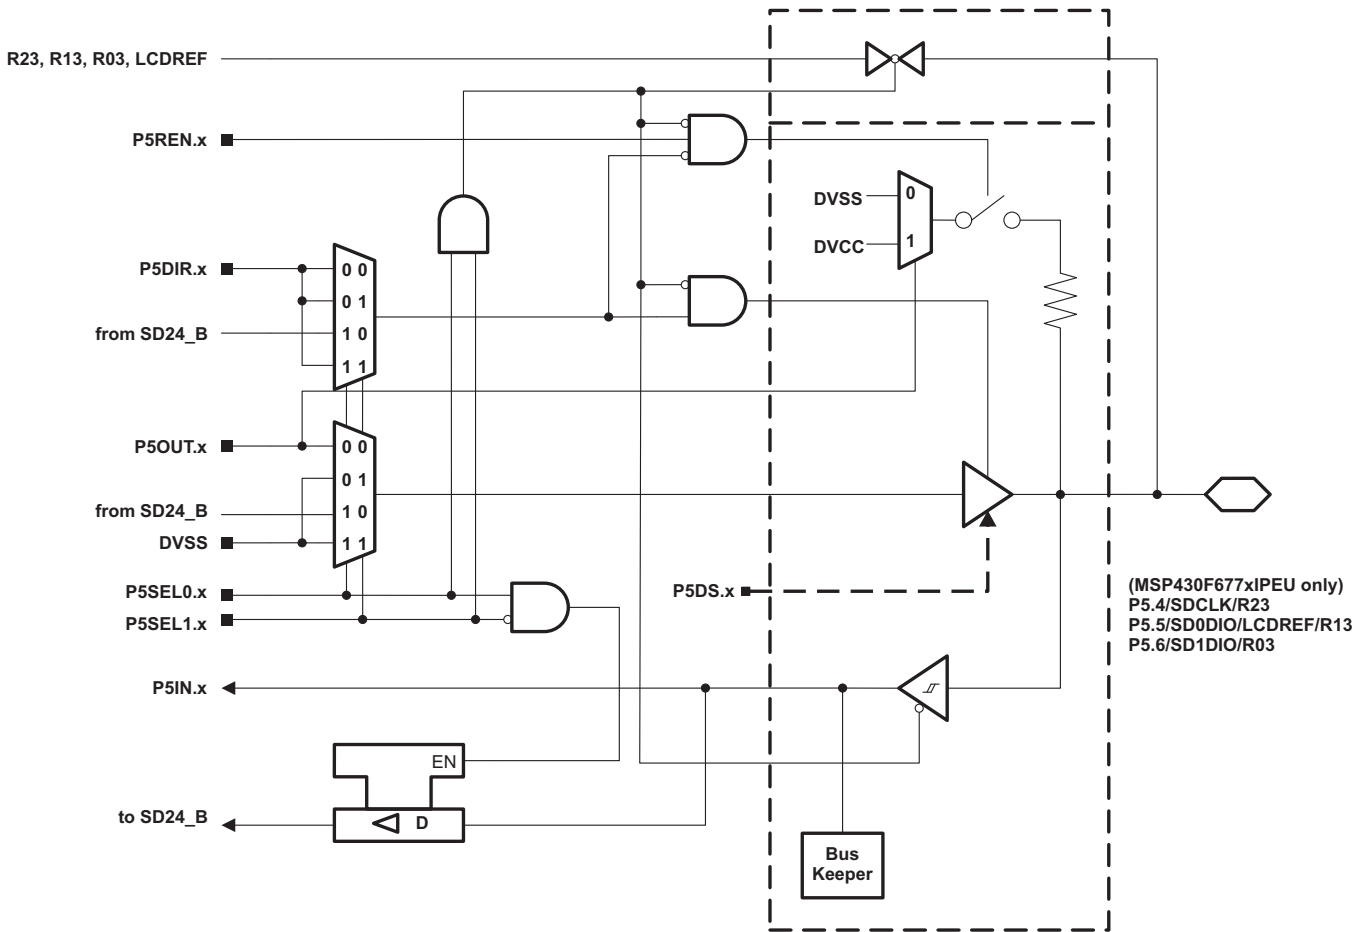 R23, R13, R03, LCDREF
P5REN.x
DVSS
0
DVCC
1
P5DIR.x
0 0
0 1
from SD24_B
1 0
1 1
P5OUT.x
0 0
0 1
from SD24_B
1 0
DVSS
1 1
P5SEL0.x
P5SEL1.x
P5DS.x
(MSP430F677xIPEU only)
P5.4/SDCLK/R23
P5.5/SD0DIO/LCDREF/R13
P5.6/SD1DIO/R03
P5IN.x
EN
to SD24_B
D
Bus
Keeper